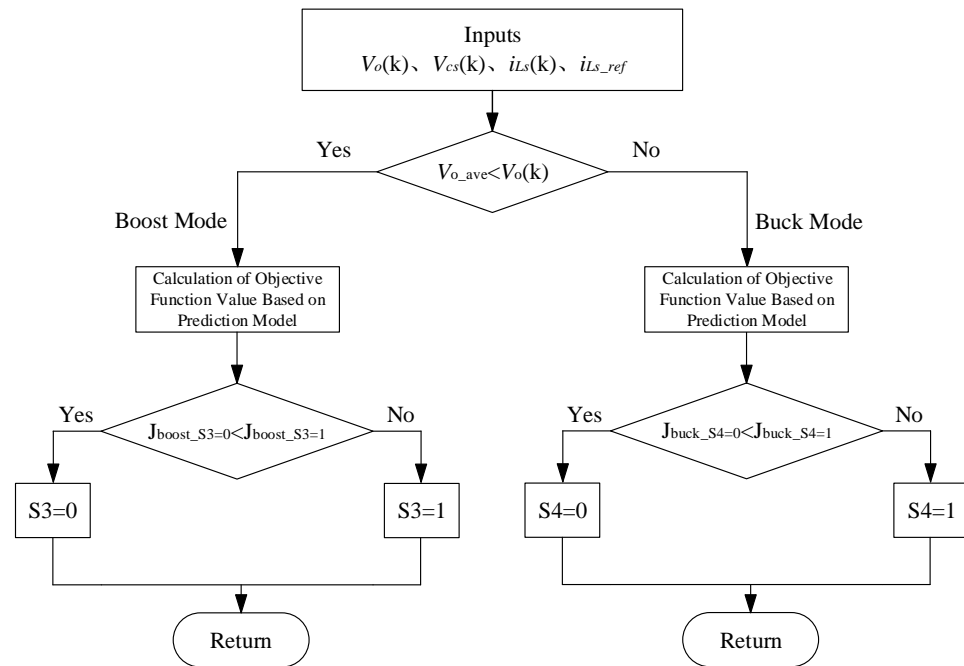 Inputs
Vo(k)、Vcs(k)、iLs(k)、iLs_ref
Yes
No
Vo_ave<Vo(k)
Boost Mode
Buck Mode
Calculation of Objective
Function Value Based on
Prediction Model
Calculation of Objective
Function Value Based on
Prediction Model
Yes
No
Jboost_S3=0<Jboost_S3=1
Yes
No
Jbuck_S4=0<Jbuck_S4=1
S3=0
S3=1
S4=0
S4=1
Return
Return